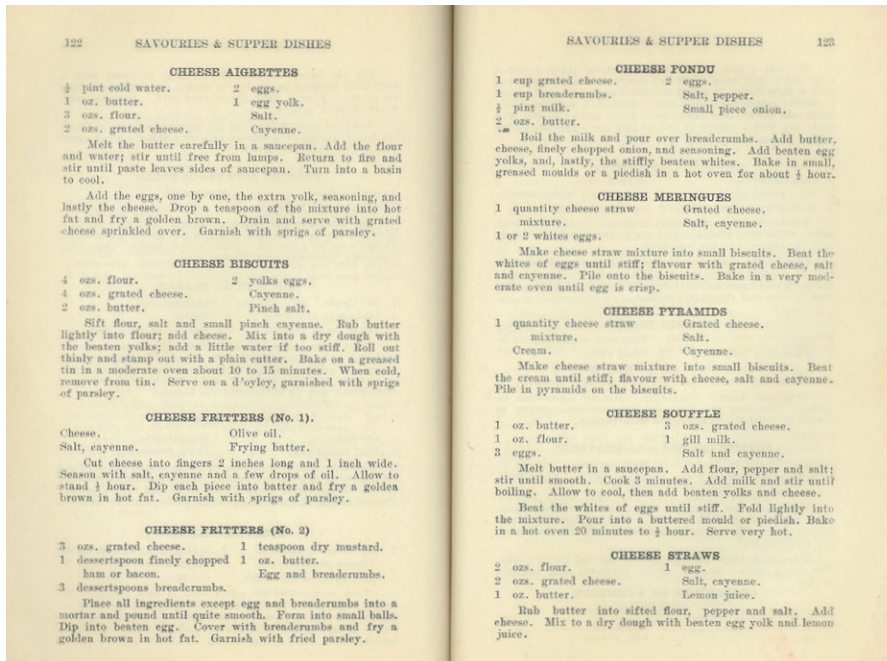 122 SAVOURIES & SUPPER DISHES
CHEESE AIGRETTES
½ pint cold water. 2 eggs.
1 oz. butter. 1 egg yolk.
3 ozs. flour. Salt.
2 ozs. grated cheese. Cayenne.
Melt the butter carefully in a saucepan. Add the flour
and water; stir until free from lumps. Return to fire and
stir until paste leaves sides of saucepan. Turn into a basin
to cool.
Add the eggs, one by one, the extra yolk, seasoning, and
lastly the cheese. Drop a teaspoon of the mixture into hot
fat and fry a golden brown. Drain and serve with grated
cheese sprinkled over. Garnish with sprigs of parsley.
CHEESE BISCUITS
4 ozs. flour. 2 yolks eggs.
4 ozs. grated cheese. Cayenne.
2 ozs. butter. Pinch salt.
Sift flour, salt and small pinch cayenne. Rub butter
lightly into flour; add cheese. Mix into a dry dough with
the beaten yolks; add a little water if too stiff. Roll out
thinly and stamp out with a plain cutter. Bake on a greased
tin in a moderate oven about 10 to 15 minutes. When cold,
remove from tin. Serve on a d'oyley, garnished with sprigs
of parsley.
CHEESE FRITTERS (No. 1).
Cheese. Olive oil.
Salt, cayenne. Frying batter.
Cut cheese into fingers 2 inches long and 1 inch wide.
Season with salt, cayenne and a few drops of oil. Allow to
stand ½ hour. Dip each piece into batter and fry a golden
brown in hot fat. Garnish with sprigs of parsley.
CHEESE FRITTERS (No. 2)
3 ozs. grated cheese. 1 teaspoon dry mustard.
1 dessertspoon finely chopped 1 oz. butter.
ham or bacon. Egg and breadcrumbs.
3 dessertspoons breadcrumbs.
Place all ingredients except egg and breadcrumbs into a
mortar and pound until quite smooth. Form into small balls.
Dip into beaten egg. Cover with breadcrumbs and fry a
golden brown in hot fat. Garnish with fried parsley.
SAVOURIES & SUPPER DISHES 123
CHEESE FONDU
1 cup grated cheese. 2 eggs.
1 cup breadcrumbs. Salt, pepper.
½ pint milk. Small piece onion.
2 ozs. butter.
Boil the milk and pour over breadcrumbs. Add butter,
cheese, finely chopped onion, and seasoning. Add beaten egg
yolks, and, lastly, the stiffly beaten whites. Bake in small,
greased moulds or a piedish in a hot oven for about ½ hour.
CHEESE MERINGUES
1 quantity cheese straw Grated cheese.
mixture. Salt, cayenne.
1 or 2 whites eggs.
Make cheese straw mixture into small biscuits. Beat the
whites of eggs until stiff; flavour with grated cheese, salt
and cayenne. Pile onto the biscuits. Bake in a very mod-
erate oven until egg is crisp.
CHEESE PYRAMIDS
1 quantity cheese straw Grated cheese.
mixture. Salt.
Cream. Cayenne.
Make cheese straw mixture into small biscuits. Beat
the cream until stiff; flavour with cheese, salt and cayenne.
Pile in pyramids on the biscuits.
CHEESE SOUFFLE
1 oz. butter. 3 ozs. grated cheese.
1 oz. flour. 1 gill milk.
3 eggs. Salt and cayenne.
Melt butter in a saucepan. Add flour, pepper and salt;
stir until smooth. Cook 3 minutes. Add milk and stir until
boiling. Allow to cool, then add beaten yolks and cheese.
Beat the whites of eggs until stiff. Fold lightly into
the mixture. Pour into a buttered mould or piedish. Bake
in a hot oven 20 minutes to ½ hour. Serve very hot.
CHEESE STRAWS
2 ozs. flour. 1 egg.
2 ozs. grated cheese. Salt, cayenne.
1 oz. butter. Lemon juice.
Rub butter into sifted flour, pepper and salt. Add
cheese. Mix to a dry dough with beaten egg yolk and lemon
juice.